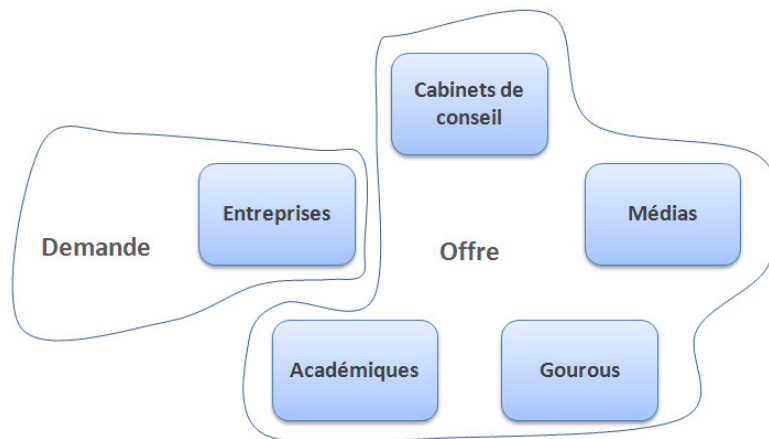 Cabinets de
conseil
Entreprises
Médias
Demande
Offre
Académiques
Gourous